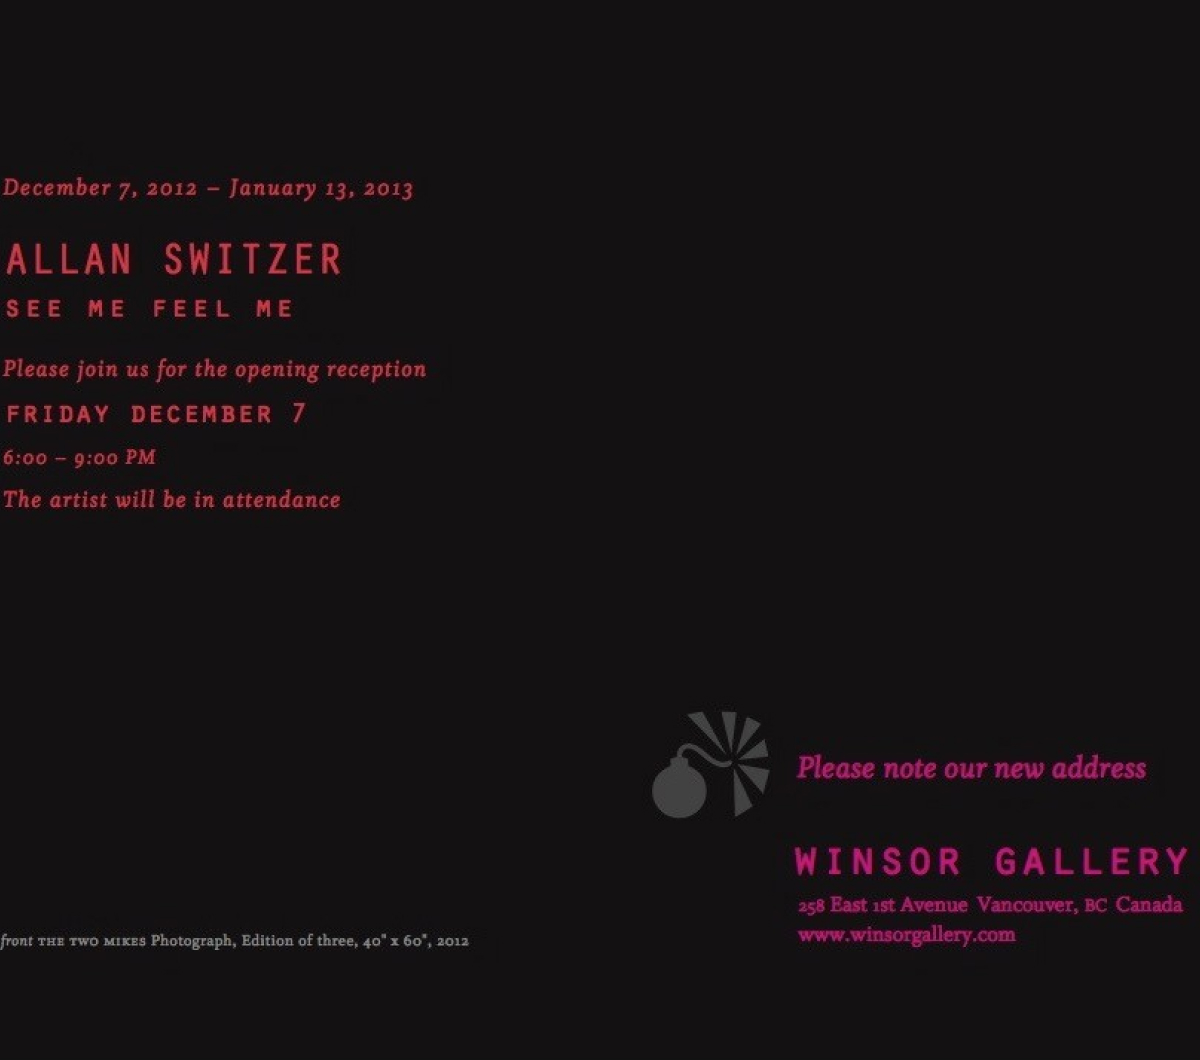 December 7, 2012 – January 13, 2013
ALLAN SWITZER
SEE ME FEEL ME
Please join us for the opening reception
FRIDAY DECEMBER 7
6:00 – 9:00 PM
The artist will be in attendance
front THE TWO MIKES Photograph, Edition of three, 40" x 60", 2012
Please note our new address
WINSOR GALLERY
258 East 1st Avenue Vancouver, BC Canada
www.winsorgallery.com